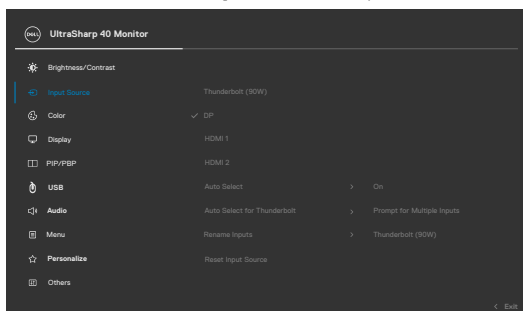 DELL
UltraSharp 40 Monitor
Brightness/Contrast
Input Source
Thunderbolt (90W)
Color
DP
Display
HDMI 1
PIP/PBP
HDMI 2
USB
Auto Select > On
Audio
Auto Select for Thunderbolt > Prompt for Multiple Inputs
Menu
Rename Inputs > Thunderbolt (90W)
Personalize
Reset Input Source
Others
< Exit